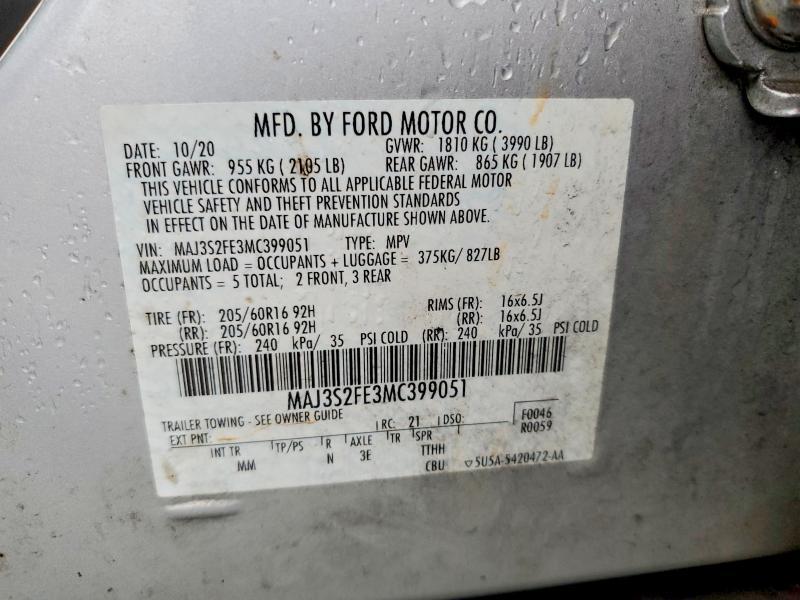 MFD. BY FORD MOTOR CO.
DATE: 10/20 GVWR: 1810 KG ( 3990 LB)
FRONT GAWR: 955 KG ( 2105 LB) REAR GAWR: 865 KG ( 1907 LB)
THIS VEHICLE CONFORMS TO ALL APPLICABLE FEDERAL MOTOR
VEHICLE SAFETY AND THEFT PREVENTION STANDARDS
IN EFFECT ON THE DATE OF MANUFACTURE SHOWN ABOVE.
VIN: MAJ3S2FE3MC399051 TYPE: MPV
MAXIMUM LOAD = OCCUPANTS + LUGGAGE = 375KG/ 827LB
OCCUPANTS = 5 TOTAL; 2 FRONT, 3 REAR
TIRE (FR): 205/60R16 92H RIMS (FR): 16x6.5J
(RR): 205/60R16 92H (RR): 16x6.5J
PRESSURE (FR): 240 kPa/ 35 PSI COLD (RR): 240 kPa/ 35 PSI COLD
MAJ3S2FE3MC399051
TRAILER TOWING - SEE OWNER GUIDE
EXT PNT: RC: 21 DSO: F0046
R0059
INT TR TP/PS R AXLE TR SPR
MM N 3E TTHH
CBU 5U5A-5420472-AA